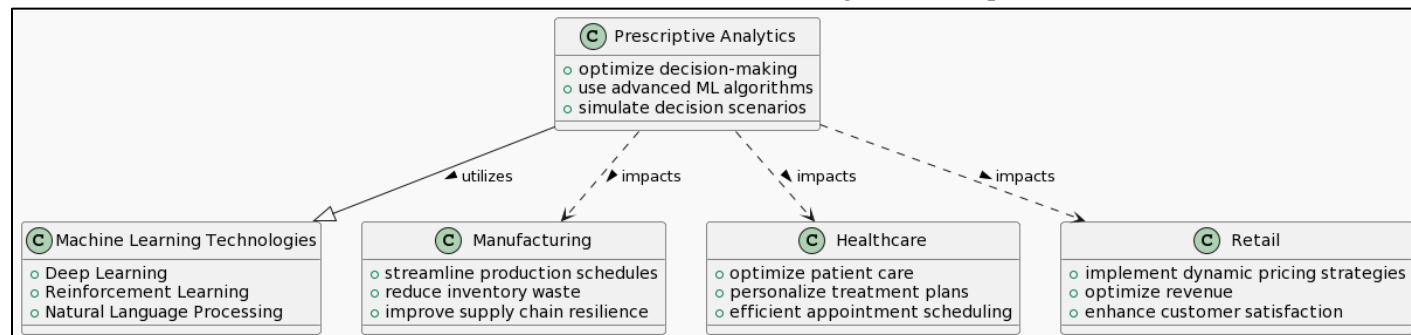 C Prescriptive Analytics
optimize decision-making
use advanced ML algorithms
simulate decision scenarios
utilizes
impacts
impacts
impacts
C Machine Learning Technologies
Deep Learning
Reinforcement Learning
Natural Language Processing
C Manufacturing
streamline production schedules
reduce inventory waste
improve supply chain resilience
C Healthcare
optimize patient care
personalize treatment plans
efficient appointment scheduling
C Retail
implement dynamic pricing strategies
optimize revenue
enhance customer satisfaction